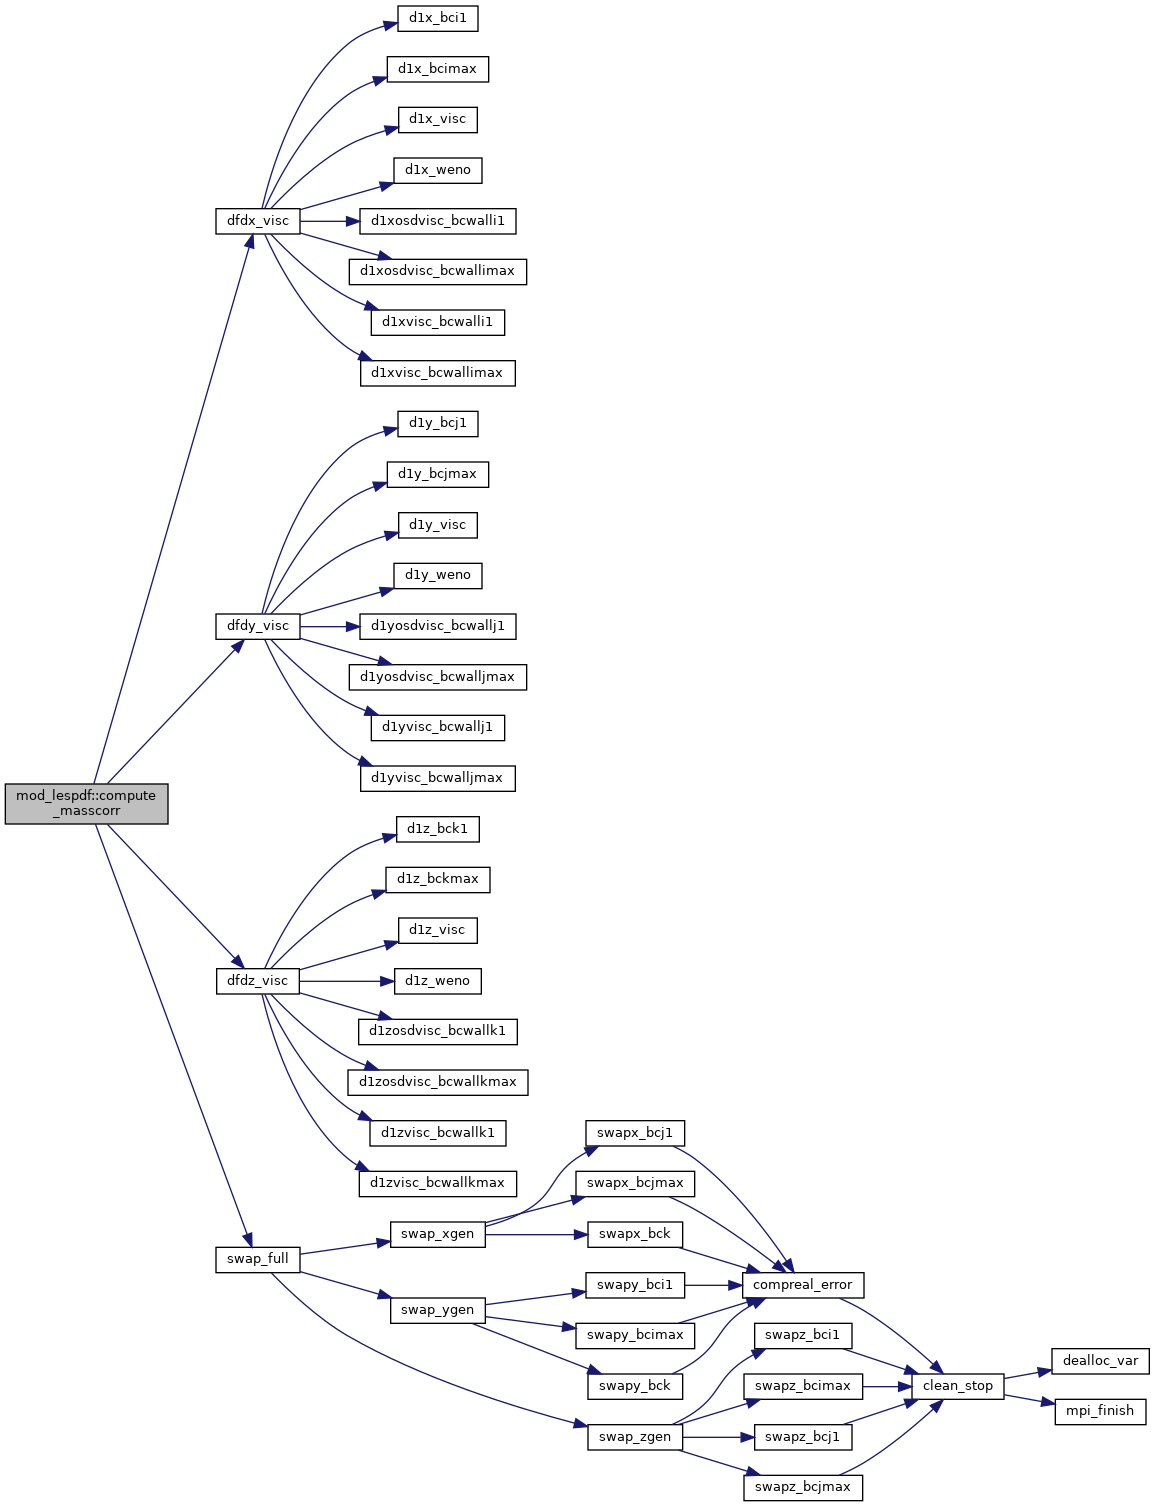 d1x_bci1
d1x_bcimax
d1x_visc
d1x_weno
dfdx_visc
d1xosdvisc_bcwalli1
d1xosdvisc_bcwallimax
d1xvisc_bcwalli1
d1xvisc_bcwallimax
d1y_bcj1
d1y_bcjmax
d1y_visc
d1y_weno
dfdy_visc
d1yosdvisc_bcwallj1
d1yosdvisc_bcwalljmax
d1yvisc_bcwallj1
d1yvisc_bcwalljmax
mod_lespdf::compute
_masscorr
d1z_bck1
d1z_bckmax
d1z_visc
dfdz_visc
d1z_weno
d1zosdvisc_bcwallk1
d1zosdvisc_bcwallkmax
d1zvisc_bcwallk1
d1zvisc_bcwallkmax
swapx_bcj1
swapx_bcjmax
swap_xgen
swapx_bck
swap_full
swapy_bci1
compreal_error
swap_ygen
swapy_bcimax
swapz_bci1
dealloc_var
swapy_bck
swapz_bcimax
clean_stop
mpi_finish
swap_zgen
swapz_bcj1
swapz_bcjmax